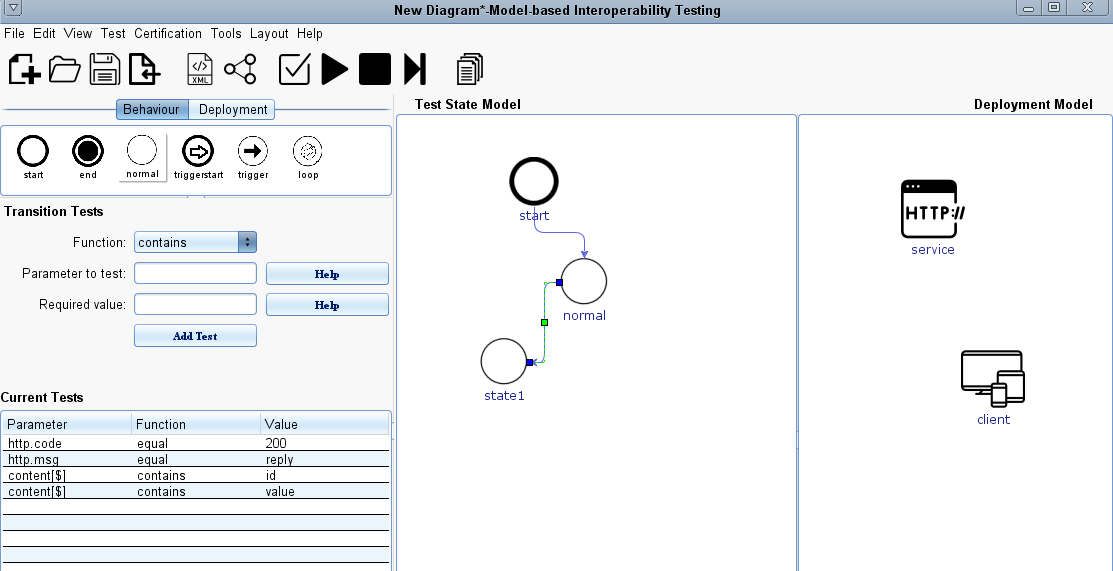 New Diagram*-Model-based Interoperability Testing
File Edit View Test Certification Tools Layout Help
</> XML
Behaviour Deployment
start end normal triggerstart trigger loop
Transition Tests
Function: contains
Parameter to test: Help
Required value: Help
Add Test
Current Tests
Parameter Function Value
http.code equal 200
http.msg equal reply
content[$] contains id
content[$] contains value
Test State Model
start
normal
state1
Deployment Model
HTTP://
service
client